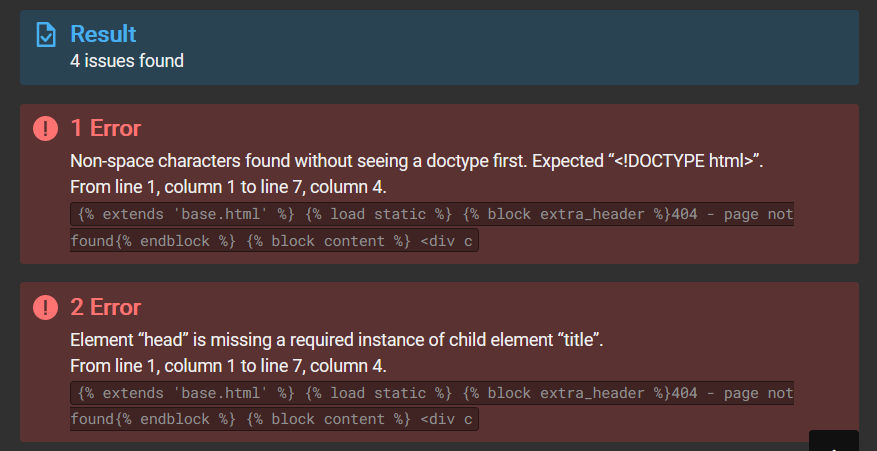 Result
4 issues found
1 Error
Non-space characters found without seeing a doctype first. Expected “<!DOCTYPE html>”.
From line 1, column 1 to line 7, column 4.
{% extends 'base.html' %} {% load static %} {% block extra_header %}404 - page not
found{% endblock %} {% block content %} <div c
2 Error
Element “head” is missing a required instance of child element “title”.
From line 1, column 1 to line 7, column 4.
{% extends 'base.html' %} {% load static %} {% block extra_header %}404 - page not
found{% endblock %} {% block content %} <div c